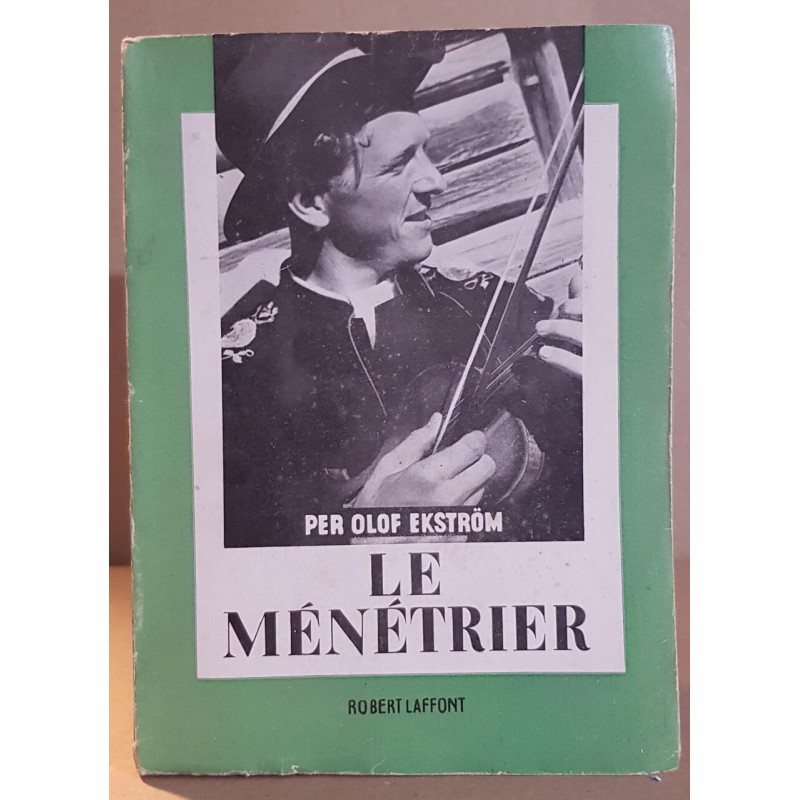 PER OLOF EKSTRÖM
LE
MÉNÉTRIER
ROBERT LAFFONT